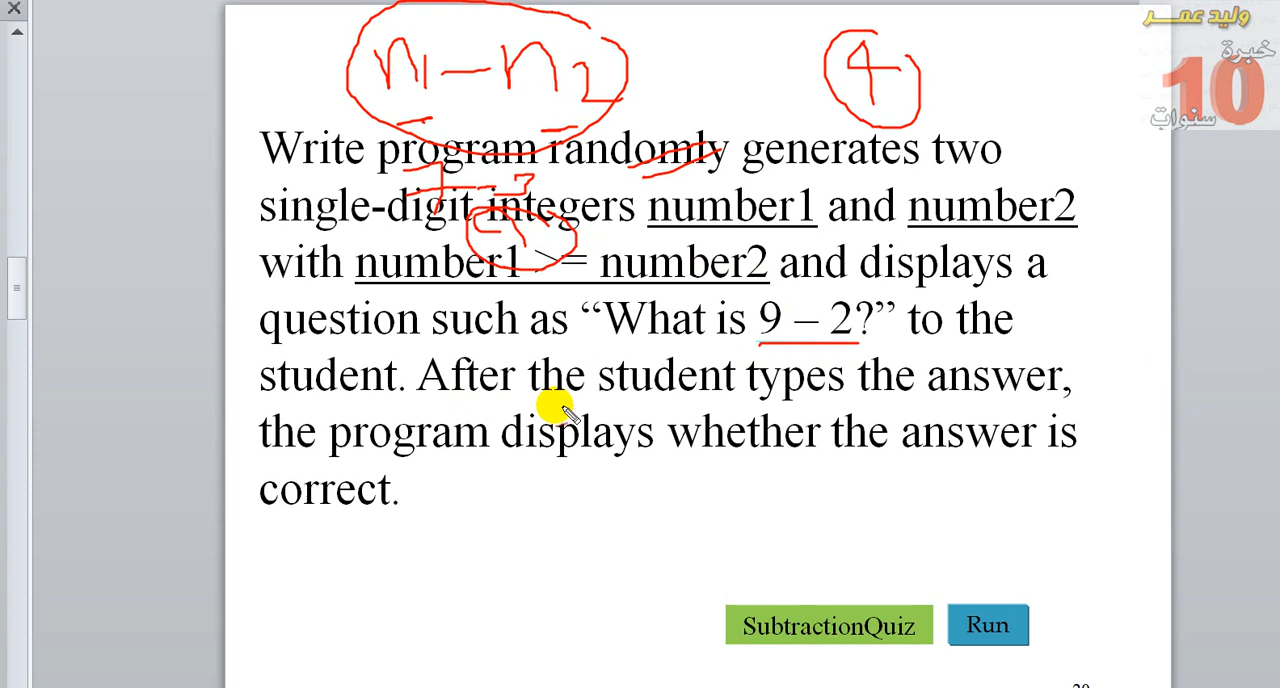 وليد عمر
خبرة
10
سنوات
n1 – n2
4
Write program randomly generates two
7 - 3
single-digit integers number1 and number2
with number1 >= number2 and displays a
question such as “What is 9 – 2?” to the
student. After the student types the answer,
the program displays whether the answer is
correct.
SubtractionQuiz
Run